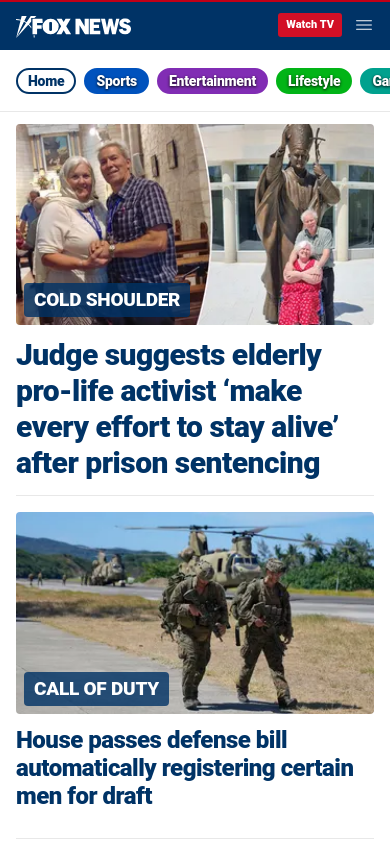 FOX NEWS
Watch TV
Home
Sports
Entertainment
Lifestyle
COLD SHOULDER
Judge suggests elderly
pro-life activist ‘make
every effort to stay alive’
after prison sentencing
CALL OF DUTY
House passes defense bill
automatically registering certain
men for draft